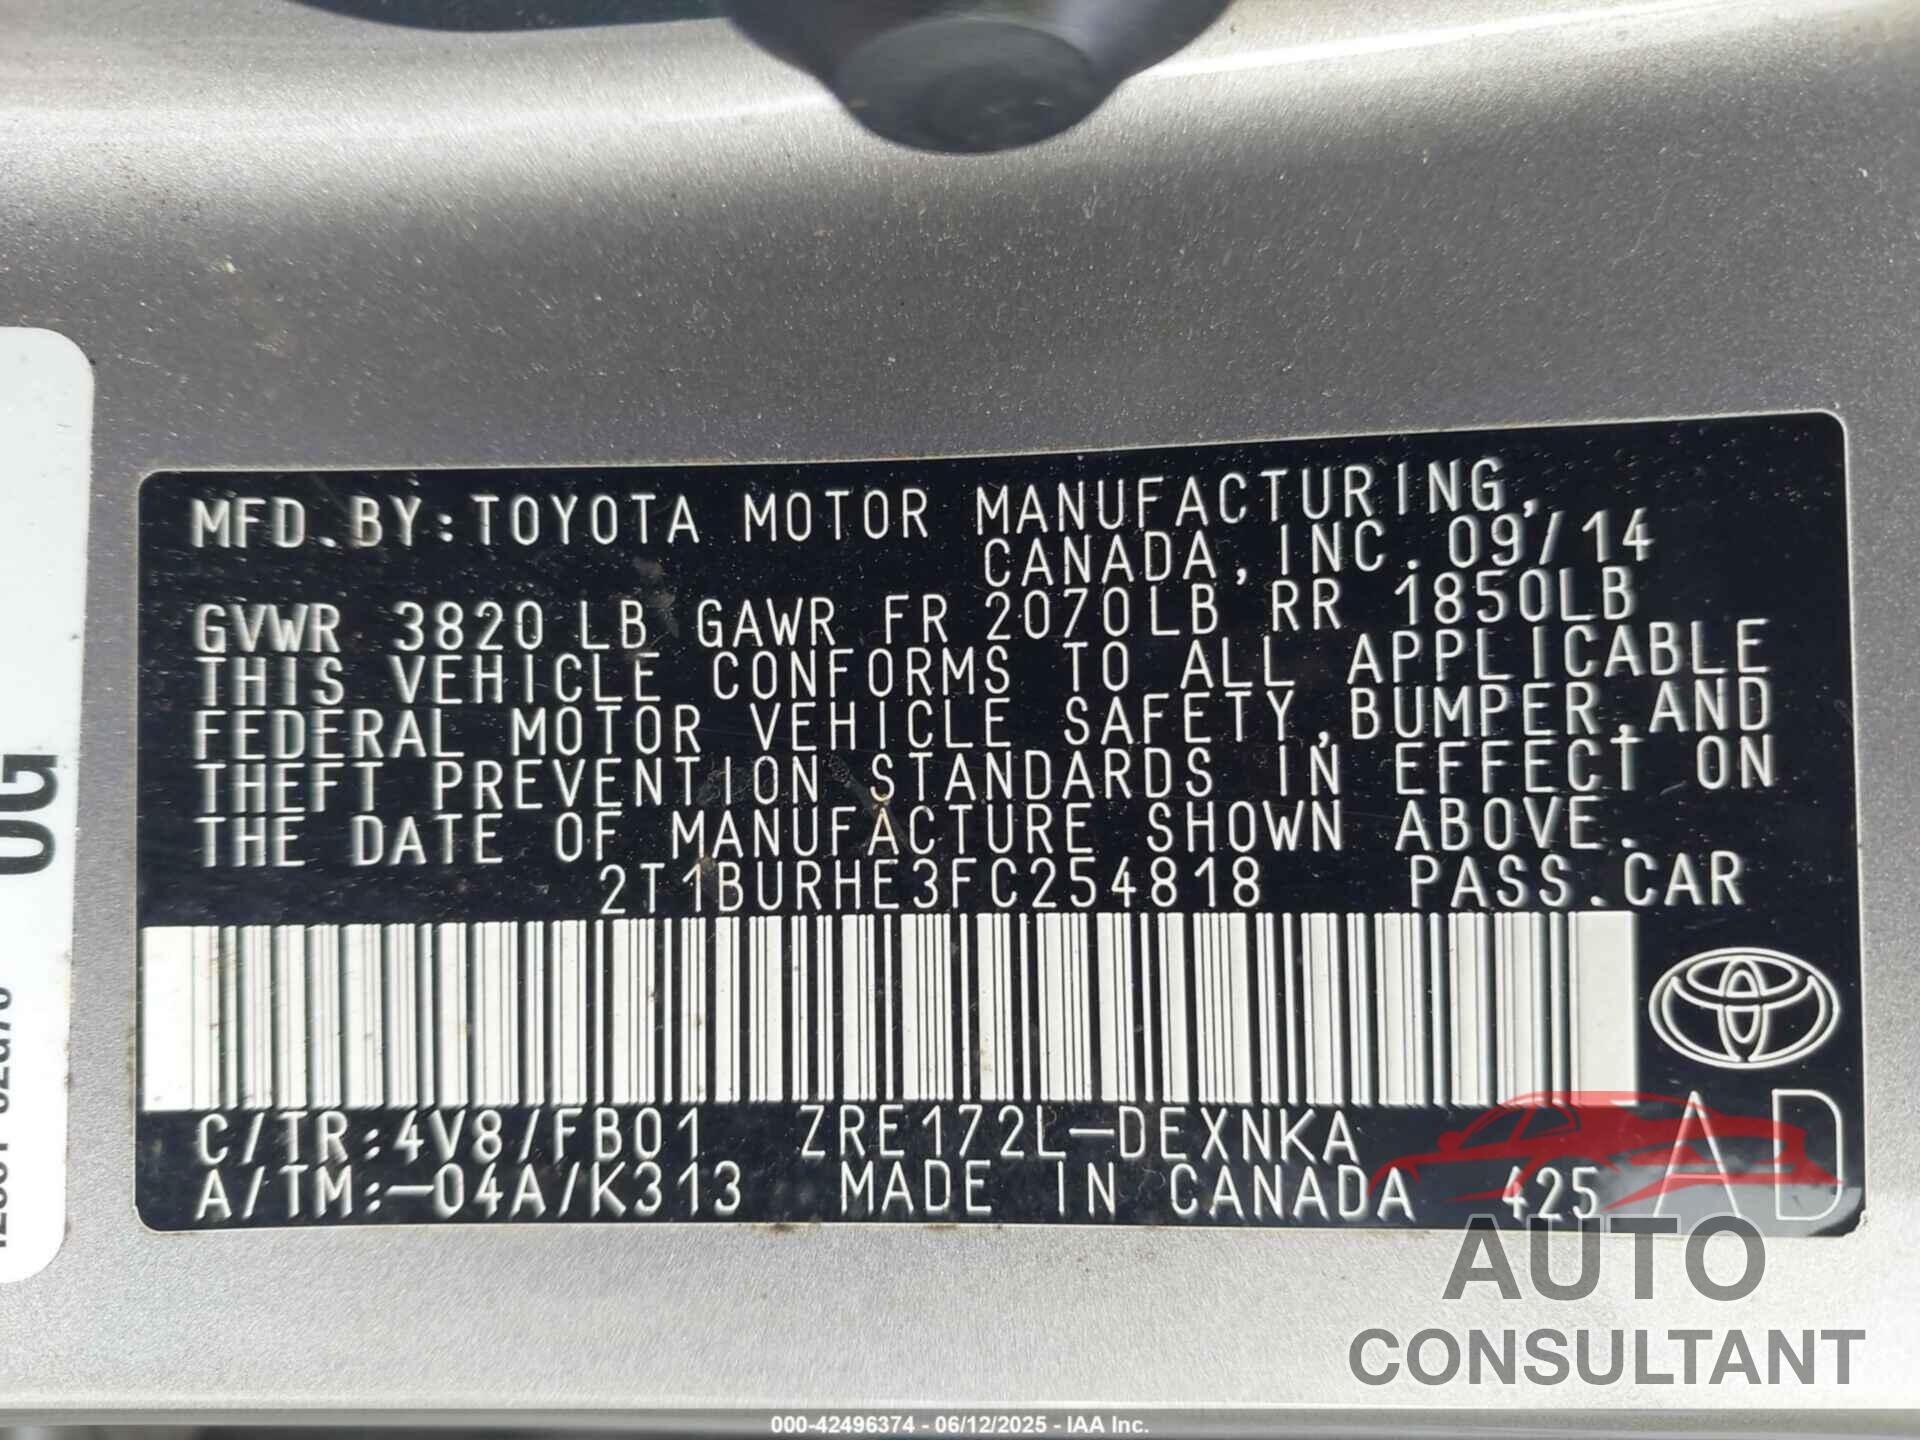 MFD.BY:TOYOTA MOTOR MANUFACTURING,
CANADA,INC.09/14
GVWR 3820 LB GAWR FR 2070LB RR 1850LB
THIS VEHICLE CONFORMS TO ALL APPLICABLE
FEDERAL MOTOR VEHICLE SAFETY,BUMPER,AND
THEFT PREVENTION STANDARDS IN EFFECT ON
THE DATE OF MANUFACTURE SHOWN ABOVE.
2T1BURHE3FC254818 PASS.CAR
C/TR:4V8/FB01 ZRE172L-DEXNKA
A/TM:-04A/K313 MADE IN CANADA 425
AD
OG
AUTO
CONSULTANT
000-42496374 - 06/12/2025 - IAA Inc.